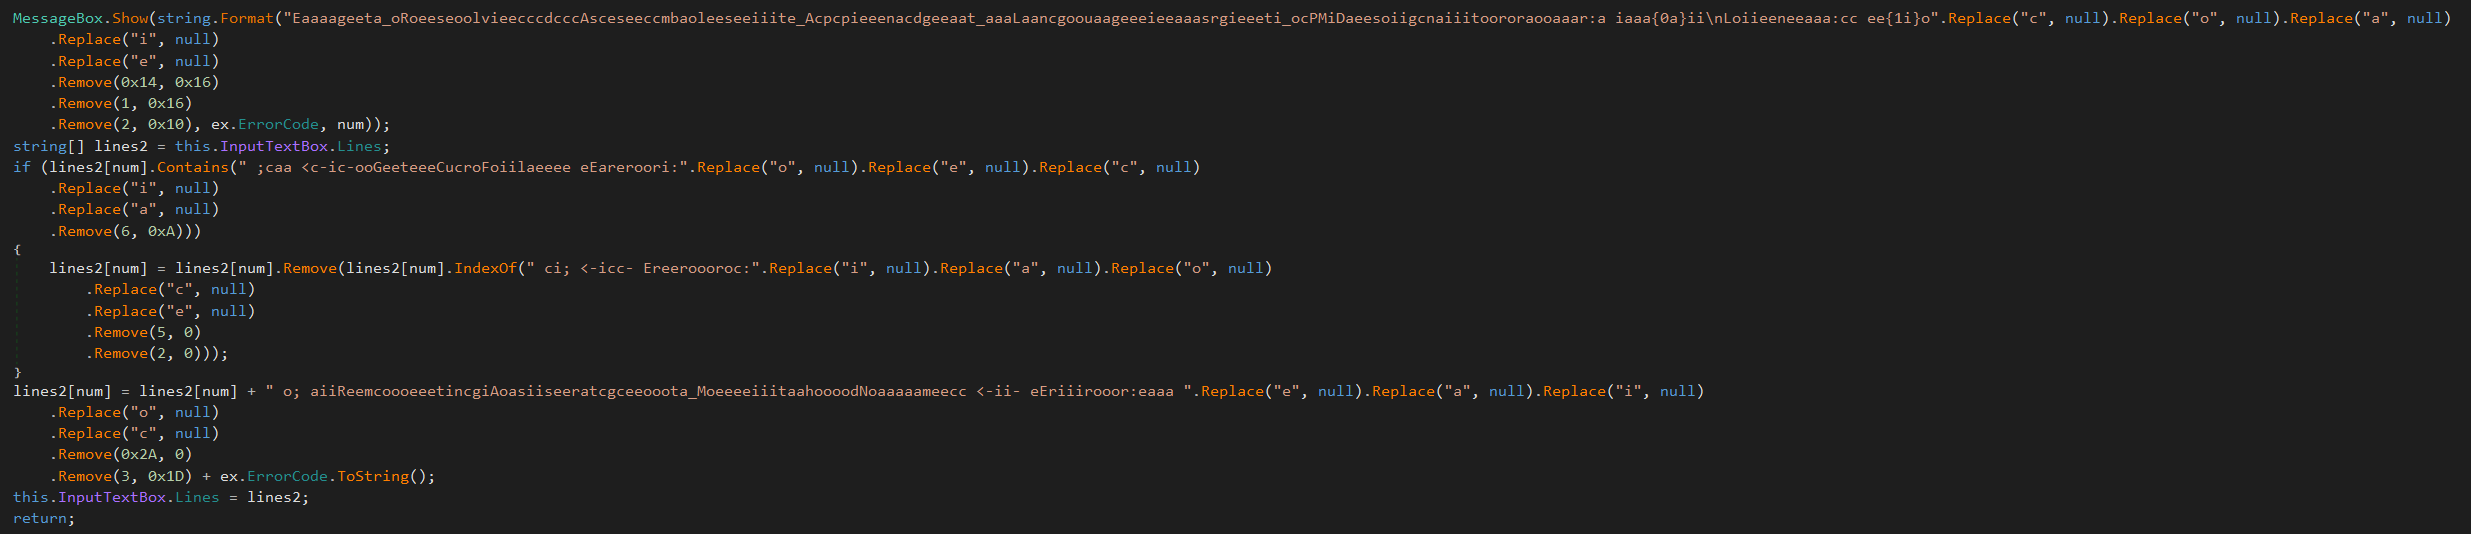 MessageBox.Show(string.Format("Eaaaageeta_oRoeeseoolvieecccdcccAsceseeccmbaoleeseeiiite_Acpcpieeenacdgeeaat_aaaLaancgoouaageeeieeaaasrgieeeti_ocPMiDaeesoiigcnaiiitoororaooaaar:a iaaa{0a}ii\nLoiieeneeaaa:cc ee{1i}o".Replace("c", null).Replace("o", null).Replace("a", null)
.Replace("i", null)
.Replace("e", null)
.Remove(0x14, 0x16)
.Remove(1, 0x16)
.Remove(2, 0x10), ex.ErrorCode, num));
string[] lines2 = this.InputTextBox.Lines;
if (lines2[num].Contains(" ;caa <c-ic-ooGeeteeeCucroFoiilaeeee eEareroori:".Replace("o", null).Replace("e", null).Replace("c", null)
.Replace("i", null)
.Replace("a", null)
.Remove(6, 0xA)))
{
lines2[num] = lines2[num].Remove(lines2[num].IndexOf(" ci; <-icc- Ereeroooroc:".Replace("i", null).Replace("a", null).Replace("o", null)
.Replace("c", null)
.Replace("e", null)
.Remove(5, 0)
.Remove(2, 0)));
}
lines2[num] = lines2[num] + " o; aiiReemcoooeeetincgiAoasiiseeratcgceeooota_MoeeeeiiitaahoooodNoaaaaameecc <-ii- eEriiirooor:eaaa ".Replace("e", null).Replace("a", null).Replace("i", null)
.Replace("o", null)
.Replace("c", null)
.Remove(0x2A, 0)
.Remove(3, 0x1D) + ex.ErrorCode.ToString();
this.InputTextBox.Lines = lines2;
return;